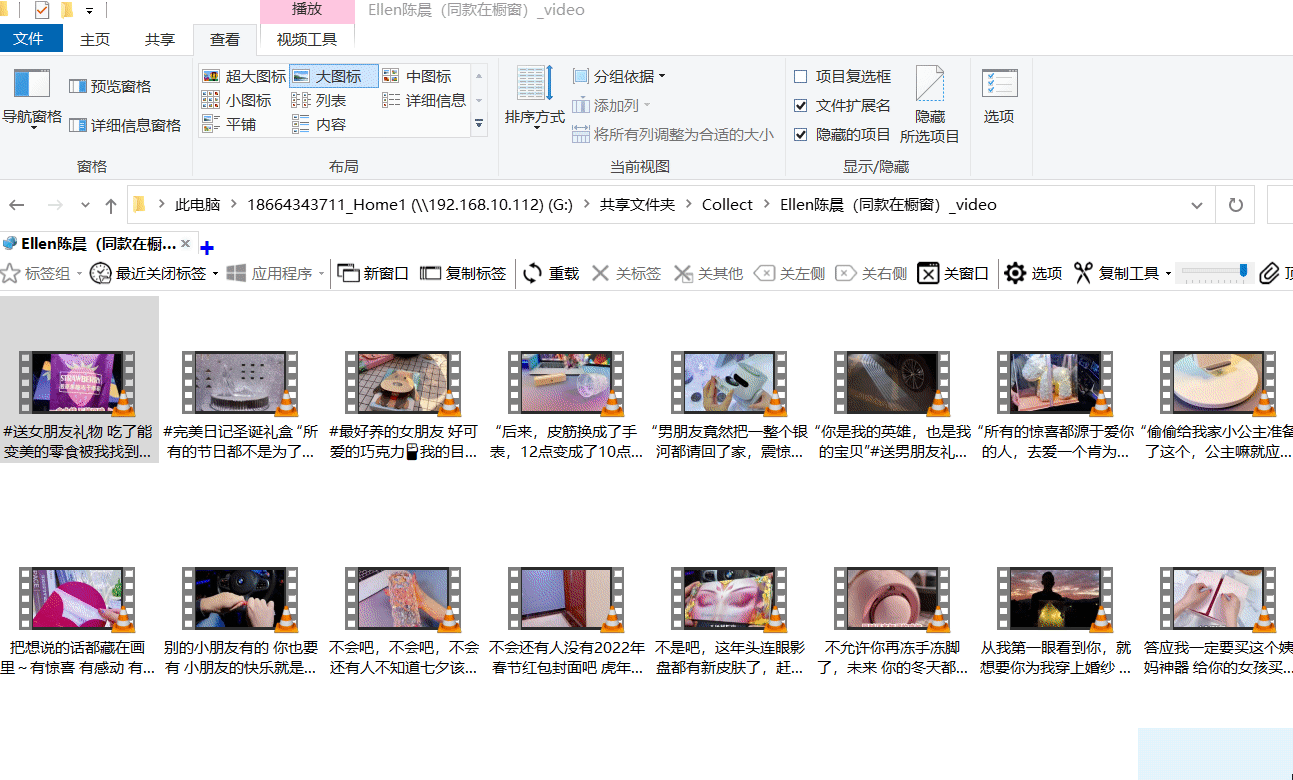 播放
Ellen陈晨（同款在橱窗）_video
文件
主页
共享
查看
视频工具
导航窗格
预览窗格
详细信息窗格
窗格
超大图标
大图标
中图标
小图标
列表
详细信息
平铺
内容
布局
排序方式
分组依据
添加列
将所有列调整为合适的大小
当前视图
项目复选框
文件扩展名
隐藏的项目
隐藏
所选项目
显示/隐藏
选项
此电脑
18664343711_Home1 (\\192.168.10.112) (G:)
共享文件夹
Collect
Ellen陈晨（同款在橱窗）_video
Ellen陈晨（同款在橱...
标签组
最近关闭标签
应用程序
新窗口
复制标签
重载
关标签
关其他
关左侧
关右侧
关窗口
选项
复制工具
STRAWBERRY
#送女朋友礼物 吃了能
变美的零食被我找到...
#完美日记圣诞礼盒 “所
有的节日都不是为了...
#最好养的女朋友 好可
爱的巧克力🥃我的目...
“后来，皮筋换成了手
表，12点变成了10点...
“男朋友竟然把一整个银
河都请回了家，震惊...
“你是我的英雄，也是我
的宝贝”#送男朋友礼...
“所有的惊喜都源于爱你
的人，去爱一个肯为...
“偷偷给我家小公主准备
了这个，公主嘛就应...
把想说的话都藏在画
里～有惊喜 有感动 有...
别的小朋友有的 你也要
有 小朋友的快乐就是...
不会吧，不会吧，不会
还有人不知道七夕该...
不会还有人没有2022年
春节红包封面吧 虎年...
不是吧，这年头连眼影
盘都有新皮肤了，赶...
不允许你再冻手冻脚
了，未来 你的冬天都...
从我第一眼看到你，就
想要你为我穿上婚纱 ...
答应我一定要买这个姨
妈神器 给你的女孩买...